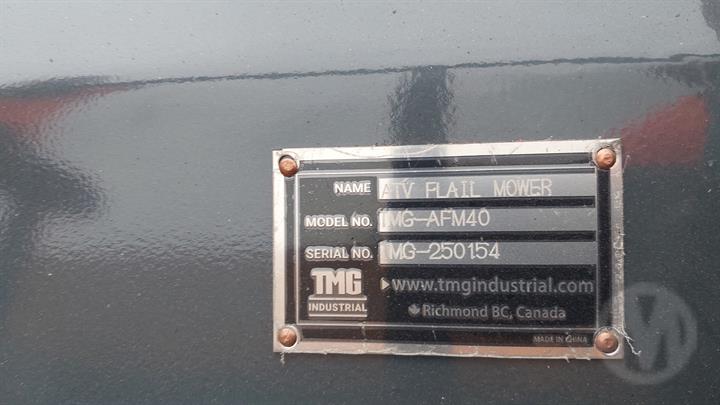 NAME ATV FLAIL MOWER
MODEL NO. TMG-AFM40
SERIAL NO. TMG-250154
TMG INDUSTRIAL
www.tmgindustrial.com
Richmond BC, Canada
MADE IN CHINA